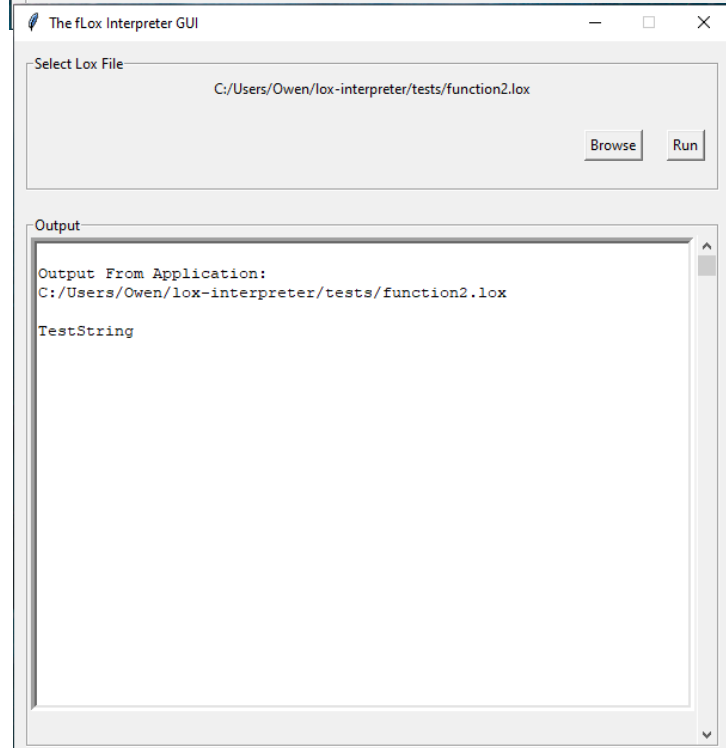 The fLox Interpreter GUI
Select Lox File
C:/Users/Owen/lox-interpreter/tests/function2.lox
Browse Run
Output
Output From Application:
C:/Users/Owen/lox-interpreter/tests/function2.lox
TestString